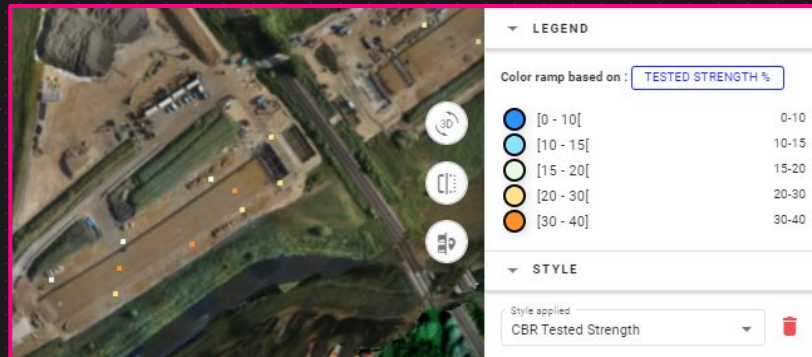 LEGEND
Color ramp based on : TESTED STRENGTH %
[0 - 10[ 0-10
[10 - 15[ 10-15
[15 - 20[ 15-20
[20 - 30[ 20-30
[30 - 40] 30-40
STYLE
Style applied
CBR Tested Strength
3D